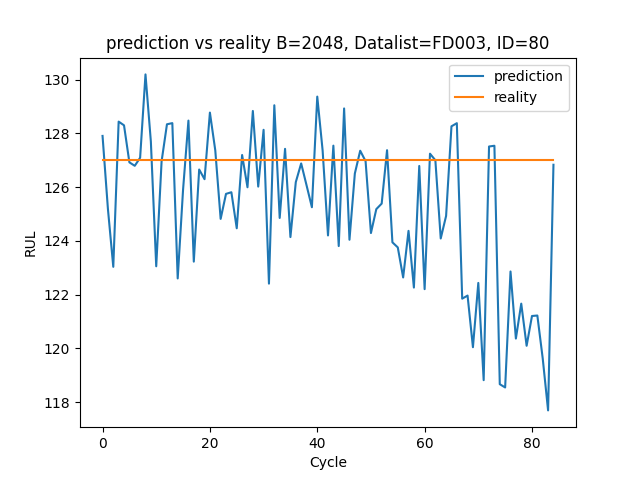 prediction vs reality B=2048, Datalist=FD003, ID=80
prediction
reality
RUL
130
128
126
124
122
120
118
0 20 40 60 80
Cycle